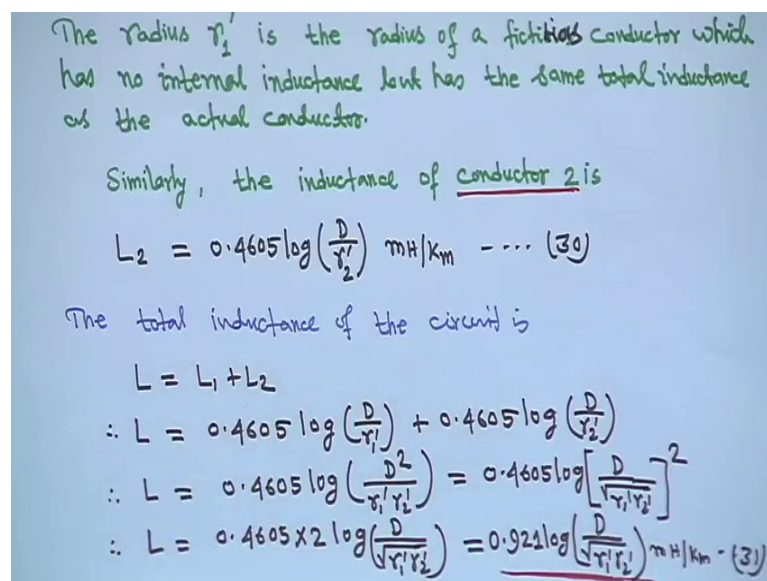 The radius r₁' is the radius of a fictitious conductor which
has no internal inductance but has the same total inductance
as the actual conductor.
Similarly, the inductance of conductor 2 is
L₂ = 0.4605 log(D/r₂') mH/Km - ··· (30)
The total inductance of the circuit is
L = L₁ + L₂
∴ L = 0.4605 log(D/r₁') + 0.4605 log(D/r₂')
∴ L = 0.4605 log(D²/r₁'r₂') = 0.4605 log[D/√r₁'r₂']²
∴ L = 0.4605 × 2 log(D/√r₁'r₂') = 0.921 log(D/√r₁'r₂') mH/Km - (31)